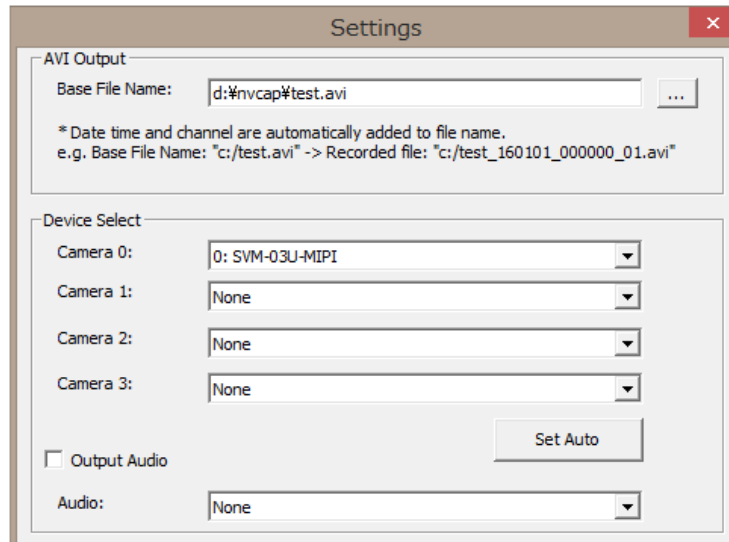 Settings
AVI Output
Base File Name: d:¥nvcap¥test.avi ...
* Date time and channel are automatically added to file name.
e.g. Base File Name: "c:/test.avi" -> Recorded file: "c:/test_160101_000000_01.avi"
Device Select
Camera 0: 0: SVM-03U-MIPI
Camera 1: None
Camera 2: None
Camera 3: None
Set Auto
Output Audio
Audio: None